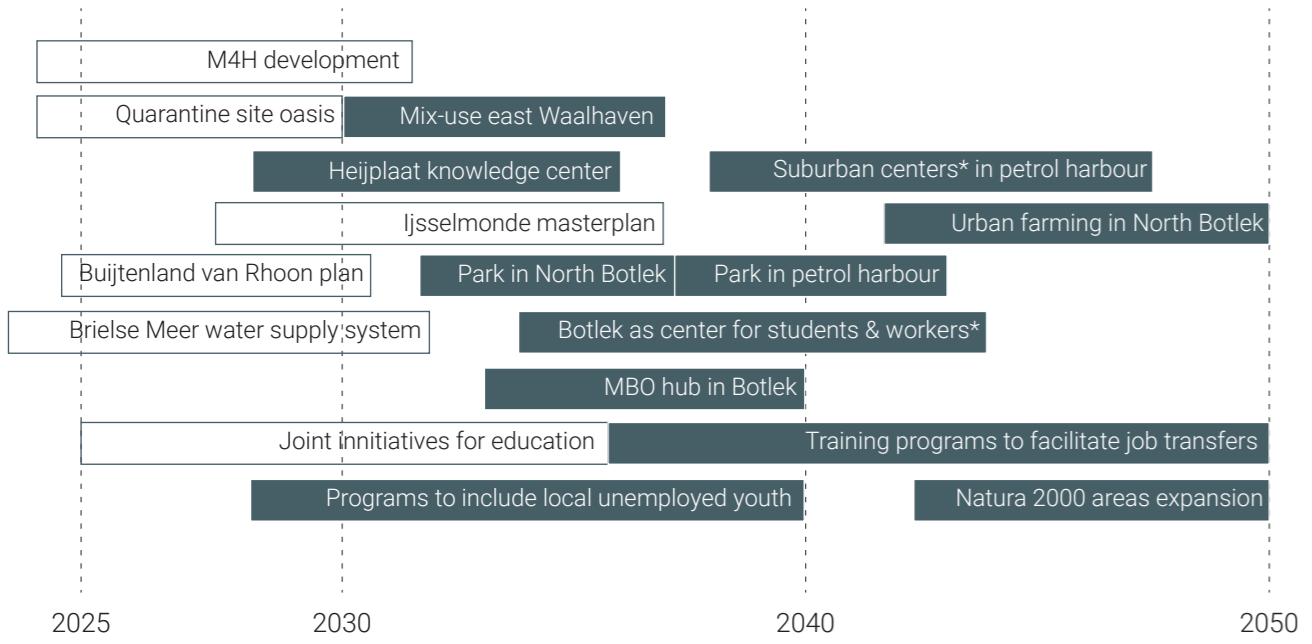 M4H development
Quarantine site oasis
Mix-use east Waalhaven
Heijplaat knowledge center
Suburban centers* in petrol harbour
Ijsselmonde masterplan
Urban farming in North Botlek
Buijtenland van Rhoon plan
Park in North Botlek
Park in petrol harbour
Brielse Meer water supply system
Botlek as center for students & workers*
MBO hub in Botlek
Joint innitiatives for education
Training programs to facilitate job transfers
Programs to include local unemployed youth
Natura 2000 areas expansion
2025
2030
2040
2050